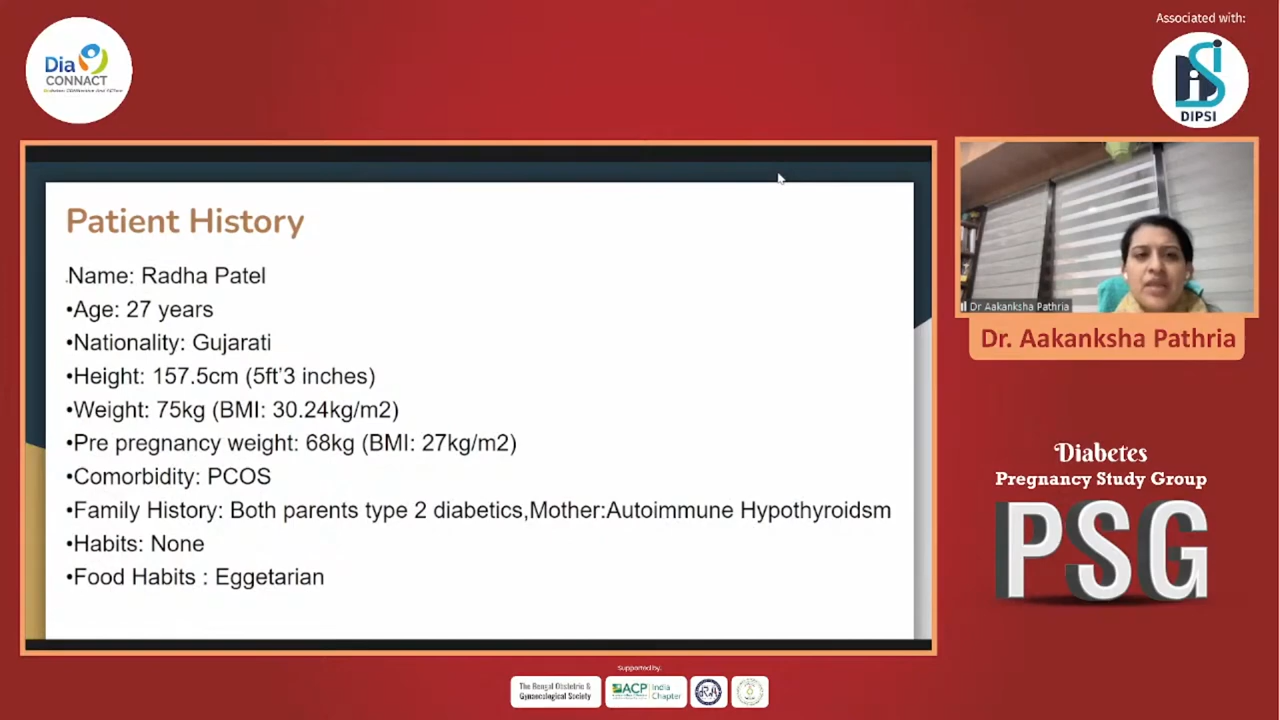 Dia
CONNACT
Associated with:
DiSi
DIPSI
Patient History
.Name: Radha Patel
•Age: 27 years
•Nationality: Gujarati
•Height: 157.5cm (5ft'3 inches)
•Weight: 75kg (BMI: 30.24kg/m2)
•Pre pregnancy weight: 68kg (BMI: 27kg/m2)
•Comorbidity: PCOS
•Family History: Both parents type 2 diabetics,Mother:Autoimmune Hypothyroidsm
•Habits: None
•Food Habits : Eggetarian
Dr Aakanksha Pathria
Dr. Aakanksha Pathria
Diabetes
Pregnancy Study Group
PSG
Supported by:
The Bengal Obstetric &
Gynaecological Society
ACP India
Chapter